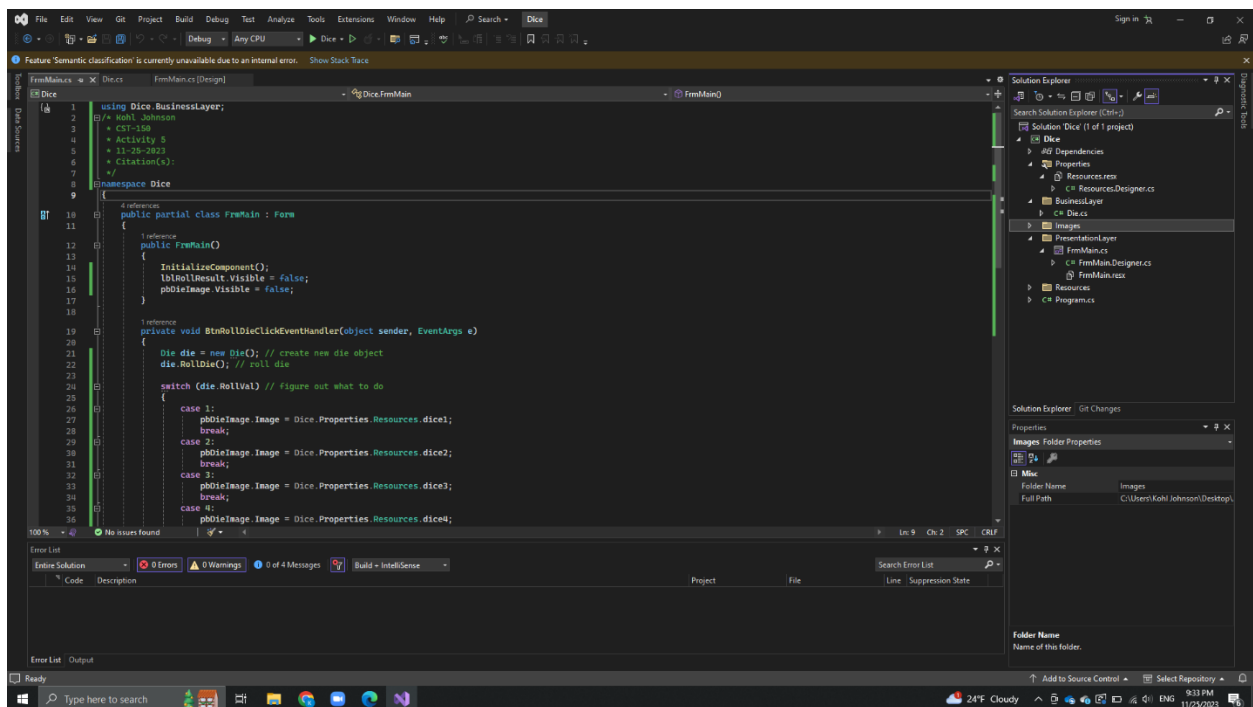 File Edit View Git Project Build Debug Test Analyze Tools Extensions Window Help Search Dice Sign in
Debug Any CPU Dice
Feature 'Semantic classification' is currently unavailable due to an internal error. Show Stack Trace
Toolbox
Data Sources
FrmMain.cs Die.cs FrmMain.cs [Design]
Dice Dice.FrmMain FrmMain()
1 using Dice.BusinessLayer;
2 /* Kohl Johnson
3 * CST-150
4 * Activity 5
5 * 11-25-2023
6 * Citation(s):
7 */
8 namespace Dice
9 {
4 references
10 public partial class FrmMain : Form
11 {
1 reference
12 public FrmMain()
13 {
14 InitializeComponent();
15 lblRollResult.Visible = false;
16 pbDieImage.Visible = false;
17 }
18
1 reference
19 private void BtnRollDieClickEventHandler(object sender, EventArgs e)
20 {
21 Die die = new Die(); // create new die object
22 die.RollDie(); // roll die
23
24 switch (die.RollVal) // figure out what to do
25 {
26 case 1:
27 pbDieImage.Image = Dice.Properties.Resources.dice1;
28 break;
29 case 2:
30 pbDieImage.Image = Dice.Properties.Resources.dice2;
31 break;
32 case 3:
33 pbDieImage.Image = Dice.Properties.Resources.dice3;
34 break;
35 case 4:
36 pbDieImage.Image = Dice.Properties.Resources.dice4;
100 % No issues found Ln: 9 Ch: 2 SPC CRLF
Error List
Entire Solution 0 Errors 0 Warnings 0 of 4 Messages Build + IntelliSense Search Error List
Code Description Project File Line Suppression State
Error List Output
Solution Explorer
Search Solution Explorer (Ctrl+;)
Solution 'Dice' (1 of 1 project)
C# Dice
Dependencies
Properties
Resources.resx
C# Resources.Designer.cs
BusinessLayer
C# Die.cs
Images
PresentationLayer
FrmMain.cs
C# FrmMain.Designer.cs
FrmMain.resx
Resources
C# Program.cs
Solution Explorer Git Changes
Properties
Images Folder Properties
Misc
Folder Name Images
Full Path C:\Users\Kohl Johnson\Desktop\
Folder Name
Name of this folder.
Diagnostic Tools
Ready Add to Source Control Select Repository
Type here to search 24°F Cloudy ENG 9:33 PM
11/25/2023